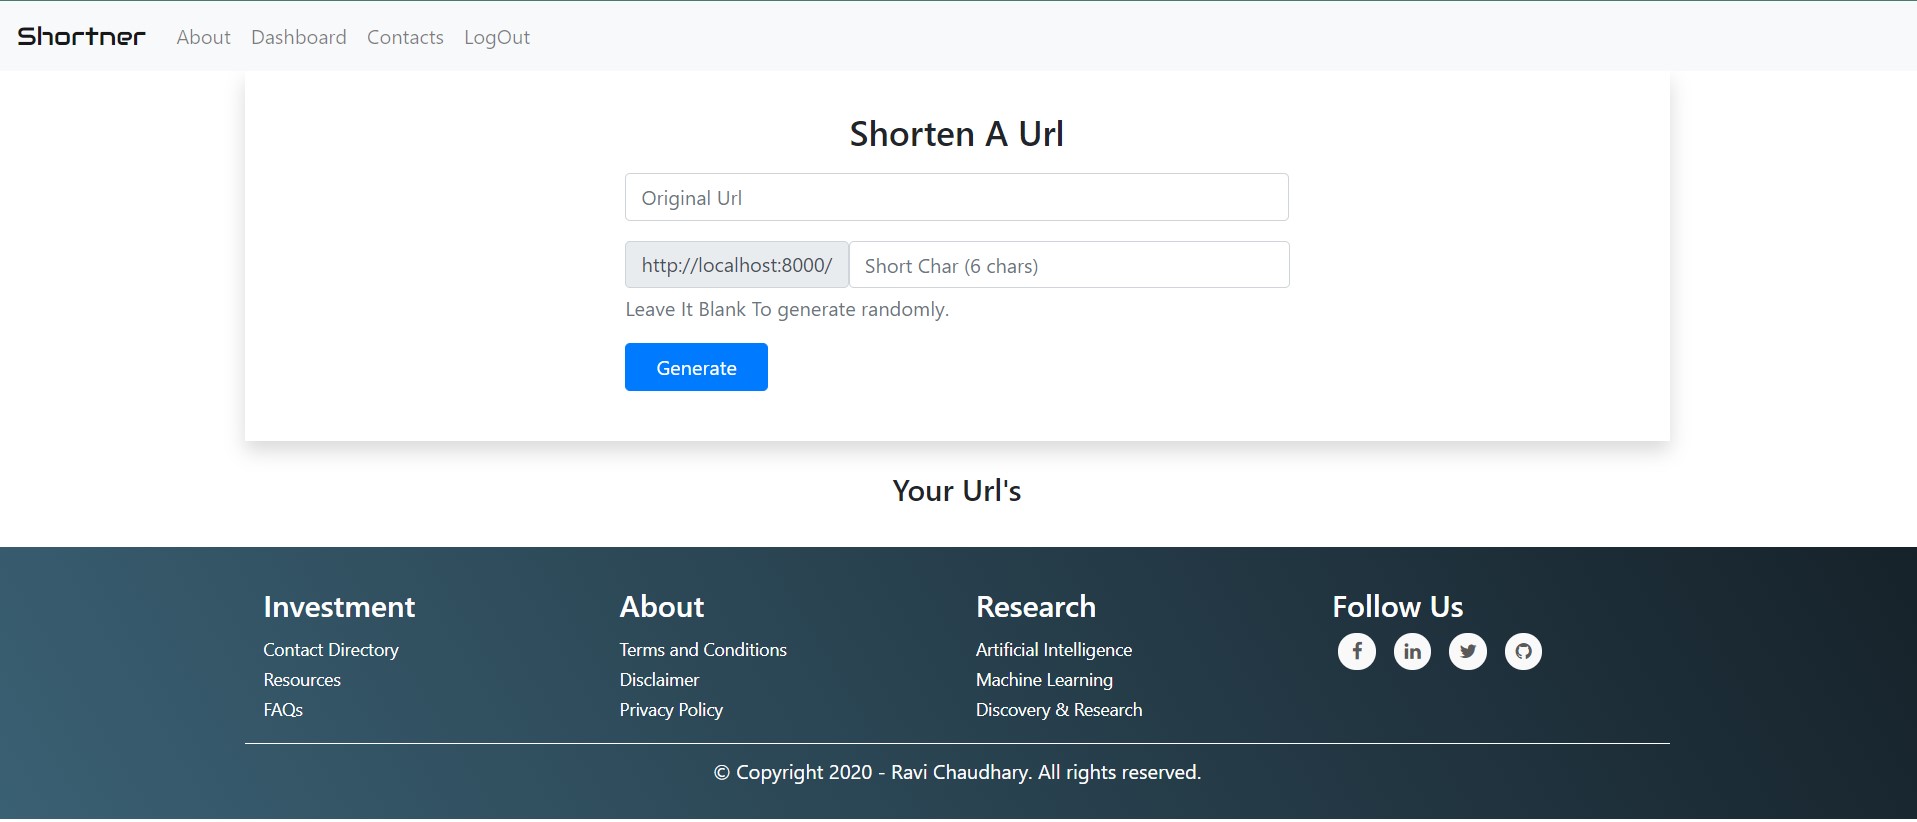 Shortner About Dashboard Contacts LogOut
Shorten A Url
Original Url
http://localhost:8000/ Short Char (6 chars)
Leave It Blank To generate randomly.
Generate
Your Url's
Investment
Contact Directory
Resources
FAQs
About
Terms and Conditions
Disclaimer
Privacy Policy
Research
Artificial Intelligence
Machine Learning
Discovery & Research
Follow Us
© Copyright 2020 - Ravi Chaudhary. All rights reserved.